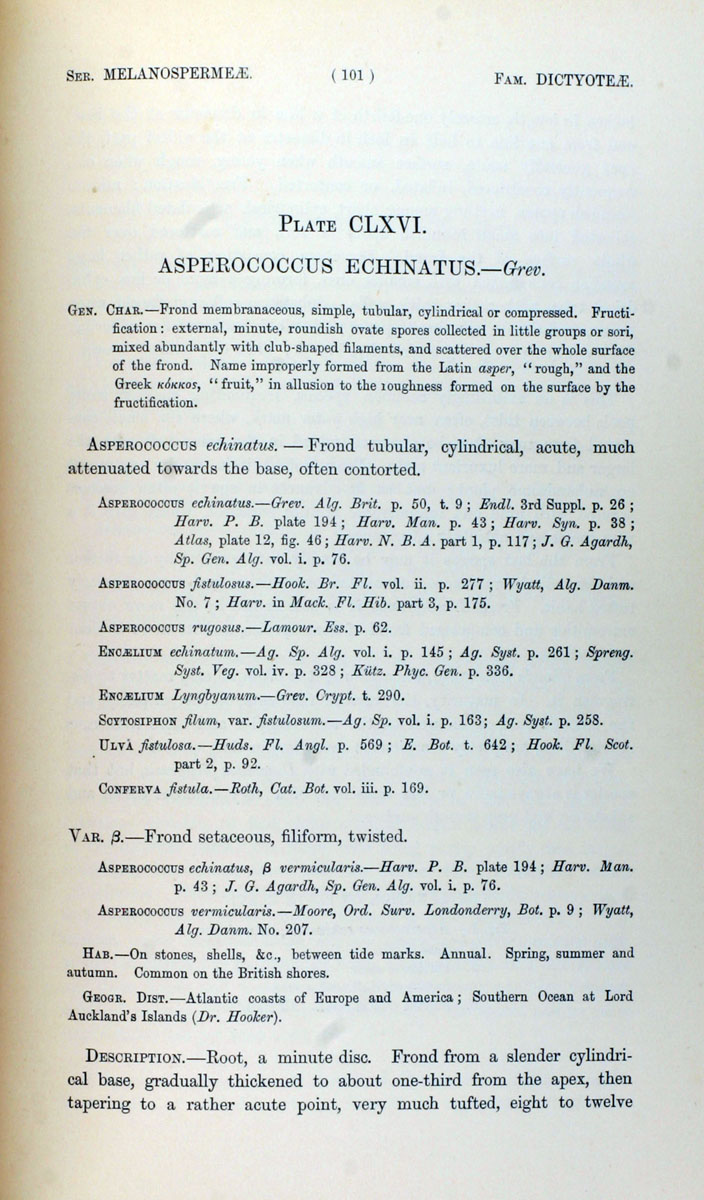 Ser. MELANOSPERMEÆ. ( 101 ) Fam. DICTYOTEÆ.
Plate CLXVI.
ASPEROCOCCUS ECHINATUS.—Grev.
Gen. Char.—Frond membranaceous, simple, tubular, cylindrical or compressed. Fructi-
fication: external, minute, roundish ovate spores collected in little groups or sori,
mixed abundantly with club-shaped filaments, and scattered over the whole surface
of the frond. Name improperly formed from the Latin asper, "rough," and the
Greek κόκκος, "fruit," in allusion to the roughness formed on the surface by the
fructification.
Asperococcus echinatus. — Frond tubular, cylindrical, acute, much
attenuated towards the base, often contorted.
Asperococcus echinatus.—Grev. Alg. Brit. p. 50, t. 9; Endl. 3rd Suppl. p. 26;
Harv. P. B. plate 194; Harv. Man. p. 43; Harv. Syn. p. 38;
Atlas, plate 12, fig. 46; Harv. N. B. A. part 1, p. 117; J. G. Agardh,
Sp. Gen. Alg. vol. i. p. 76.
Asperococcus fistulosus.—Hook. Br. Fl. vol. ii. p. 277; Wyatt, Alg. Danm.
No. 7; Harv. in Mack. Fl. Hib. part 3, p. 175.
Asperococcus rugosus.—Lamour. Ess. p. 62.
Encælium echinatum.—Ag. Sp. Alg. vol. i. p. 145; Ag. Syst. p. 261; Spreng.
Syst. Veg. vol. iv. p. 328; Kütz. Phyc. Gen. p. 336.
Encælium Lyngbyanum.—Grev. Crypt. t. 290.
Scytosiphon filum, var. fistulosum.—Ag. Sp. vol. i. p. 163; Ag. Syst. p. 258.
Ulva fistulosa.—Huds. Fl. Angl. p. 569; E. Bot. t. 642; Hook. Fl. Scot.
part 2, p. 92.
Conferva fistula.—Roth, Cat. Bot. vol. iii. p. 169.
Var. β.—Frond setaceous, filiform, twisted.
Asperococcus echinatus, β vermicularis.—Harv. P. B. plate 194; Harv. Man.
p. 43; J. G. Agardh, Sp. Gen. Alg. vol. i. p. 76.
Asperococcus vermicularis.—Moore, Ord. Surv. Londonderry, Bot. p. 9; Wyatt,
Alg. Danm. No. 207.
Hab.—On stones, shells, &c., between tide marks. Annual. Spring, summer and
autumn. Common on the British shores.
Geogr. Dist.—Atlantic coasts of Europe and America; Southern Ocean at Lord
Auckland's Islands (Dr. Hooker).
Description.—Root, a minute disc. Frond from a slender cylindri-
cal base, gradually thickened to about one-third from the apex, then
tapering to a rather acute point, very much tufted, eight to twelve